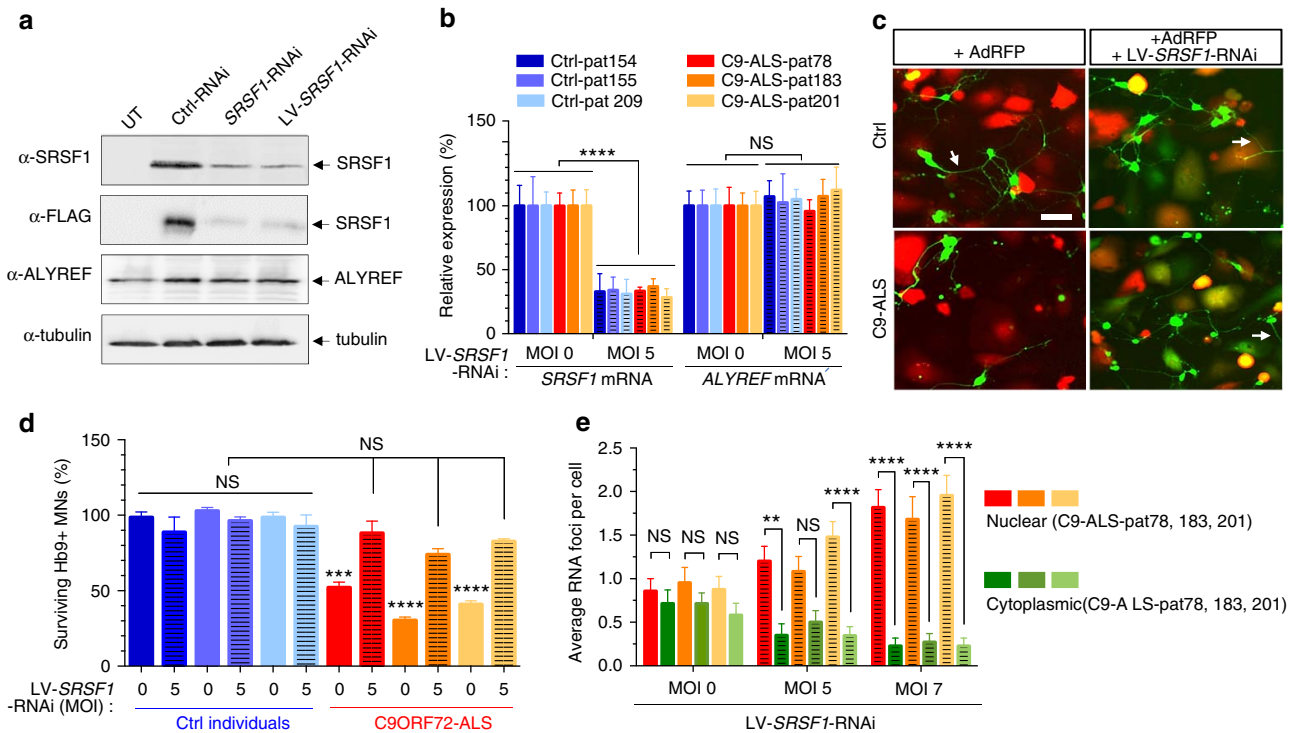 a
UT
Ctrl-RNAi
SRSF1-RNAi
LV-SRSF1-RNAi
α-SRSF1
SRSF1
α-FLAG
SRSF1
α-ALYREF
ALYREF
α-tubulin
tubulin
b
Ctrl-pat154
Ctrl-pat155
Ctrl-pat 209
C9-ALS-pat78
C9-ALS-pat183
C9-ALS-pat201
Relative expression (%)
150
100
50
0
****
NS
LV-SRSF1
-RNAi :
MOI 0
MOI 5
MOI 0
MOI 5
SRSF1 mRNA
ALYREF mRNA
c
+ AdRFP
+AdRFP
+ LV-SRSF1-RNAi
Ctrl
C9-ALS
d
Surviving Hb9+ MNs (%)
150
100
50
0
NS
NS
***
****
****
LV-SRSF1
-RNAi (MOI) :
0 5 0 5 0 5 0 5 0 5 0 5
Ctrl individuals
C9ORF72-ALS
e
Average RNA foci per cell
2.5
2.0
1.5
1.0
0.5
0.0
NS NS NS
** NS ****
**** **** ****
MOI 0
MOI 5
MOI 7
LV-SRSF1-RNAi
Nuclear (C9-ALS-pat78, 183, 201)
Cytoplasmic(C9-A LS-pat78, 183, 201)